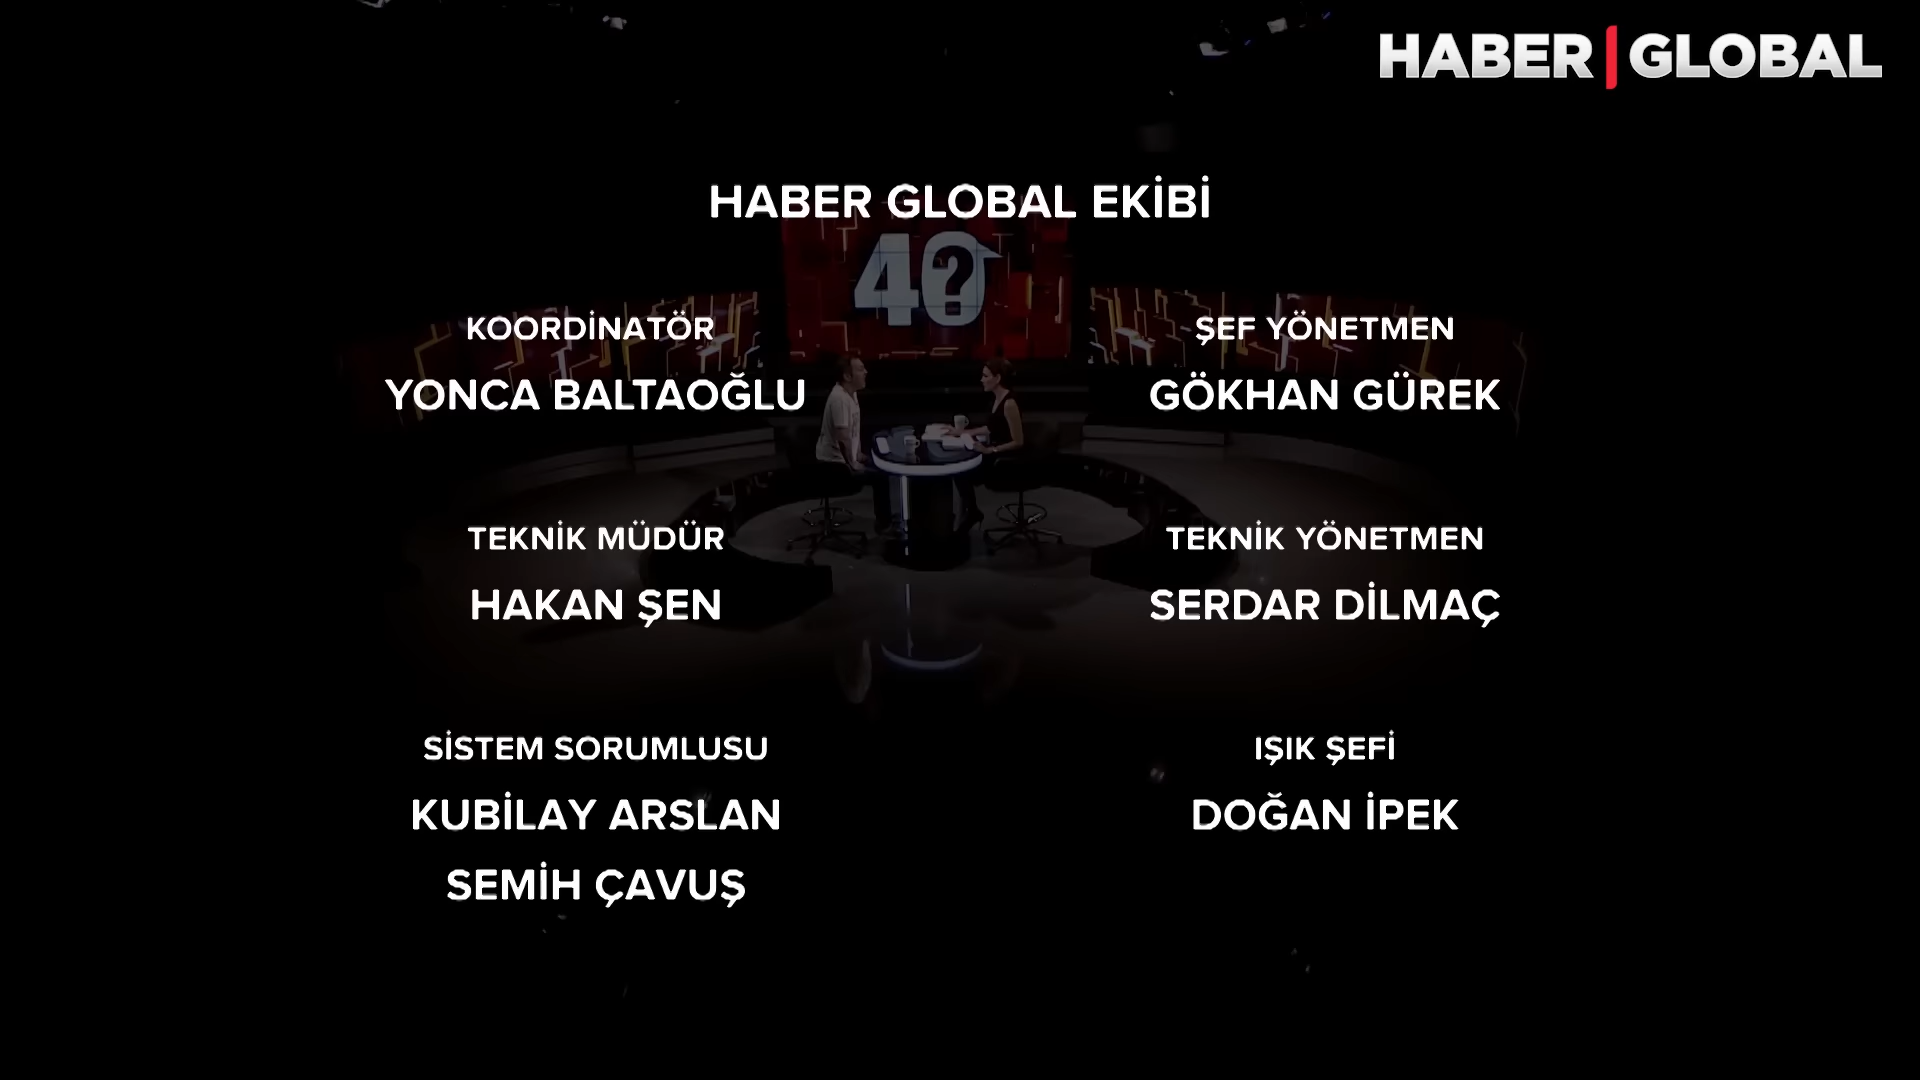 HABER GLOBAL
HABER GLOBAL EKİBİ
40
KOORDİNATÖR
YONCA BALTAOĞLU
ŞEF YÖNETMEN
GÖKHAN GÜREK
TEKNİK MÜDÜR
HAKAN ŞEN
TEKNİK YÖNETMEN
SERDAR DİLMAÇ
SİSTEM SORUMLUSU
KUBİLAY ARSLAN
SEMİH ÇAVUŞ
IŞIK ŞEFİ
DOĞAN İPEK